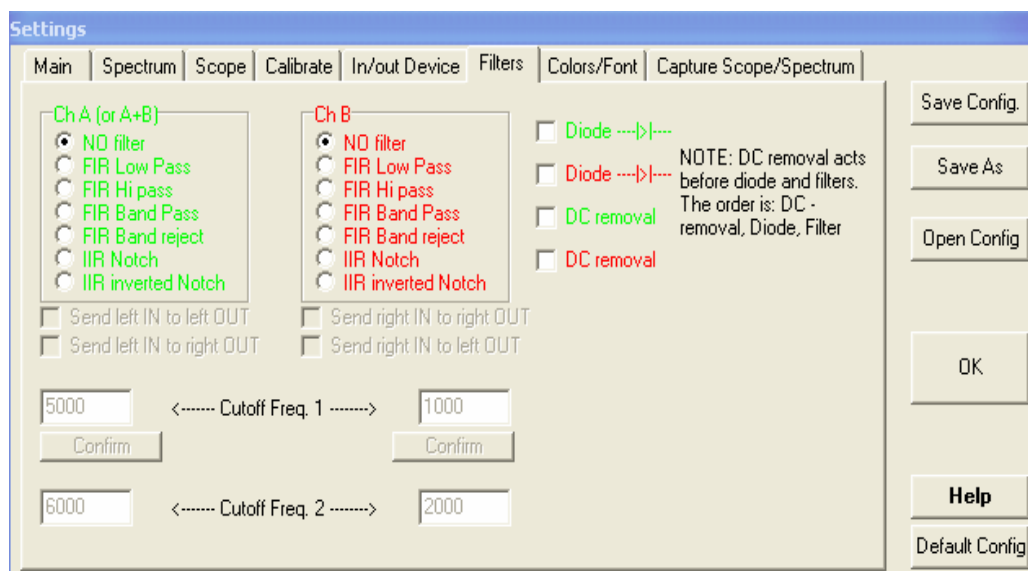 Settings
Main
Spectrum
Scope
Calibrate
In/out Device
Filters
Colors/Font
Capture Scope/Spectrum
Ch A (or A+B)
NO filter
FIR Low Pass
FIR Hi pass
FIR Band Pass
FIR Band reject
IIR Notch
IIR inverted Notch
Send left IN to left OUT
Send left IN to right OUT
Ch B
NO filter
FIR Low Pass
FIR Hi pass
FIR Band Pass
FIR Band reject
IIR Notch
IIR inverted Notch
Send right IN to right OUT
Send right IN to left OUT
Diode ----|>|----
Diode ----|>|----
DC removal
DC removal
NOTE: DC removal acts
before diode and filters.
The order is: DC -
removal, Diode, Filter
5000
<------- Cutoff Freq. 1 ------->
1000
Confirm
Confirm
6000
<------- Cutoff Freq. 2 ------->
2000
Save Config.
Save As
Open Config
OK
Help
Default Config